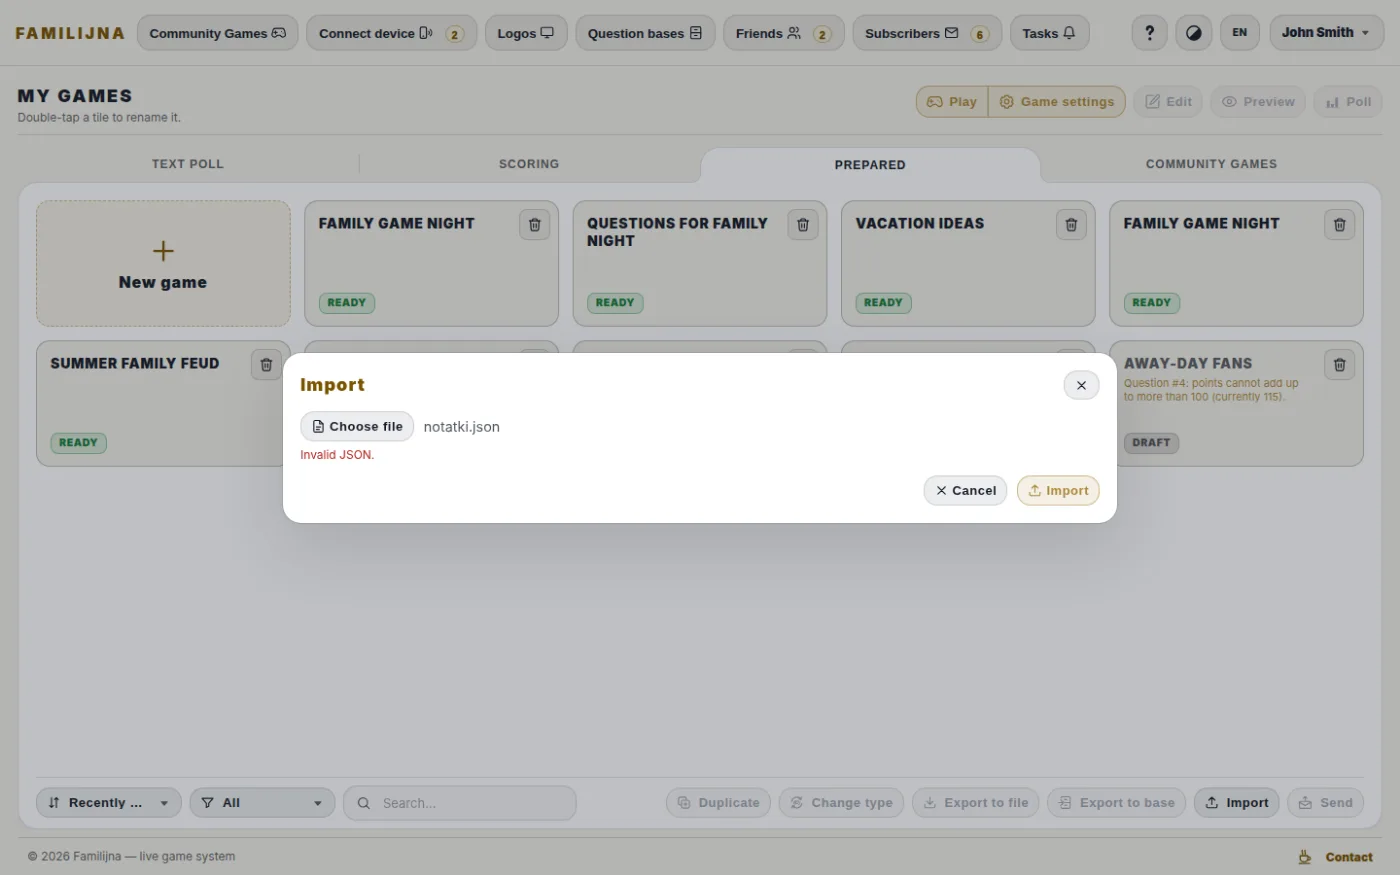 FAMILIJNA
Community Games
Connect device 2
Logos
Question bases
Friends 2
Subscribers 6
Tasks
?
EN
John Smith
MY GAMES
Double-tap a tile to rename it.
Play
Game settings
Edit
Preview
Poll
TEXT POLL
SCORING
PREPARED
COMMUNITY GAMES
New game
FAMILY GAME NIGHT
READY
QUESTIONS FOR FAMILY
NIGHT
READY
VACATION IDEAS
READY
FAMILY GAME NIGHT
READY
SUMMER FAMILY FEUD
READY
AWAY-DAY FANS
Question #4: points cannot add up
to more than 100 (currently 115).
DRAFT
Import
Choose file
notatki.json
Invalid JSON.
Cancel
Import
Recently ...
All
Search...
Duplicate
Change type
Export to file
Export to base
Import
Send
© 2026 Familijna — live game system
Contact